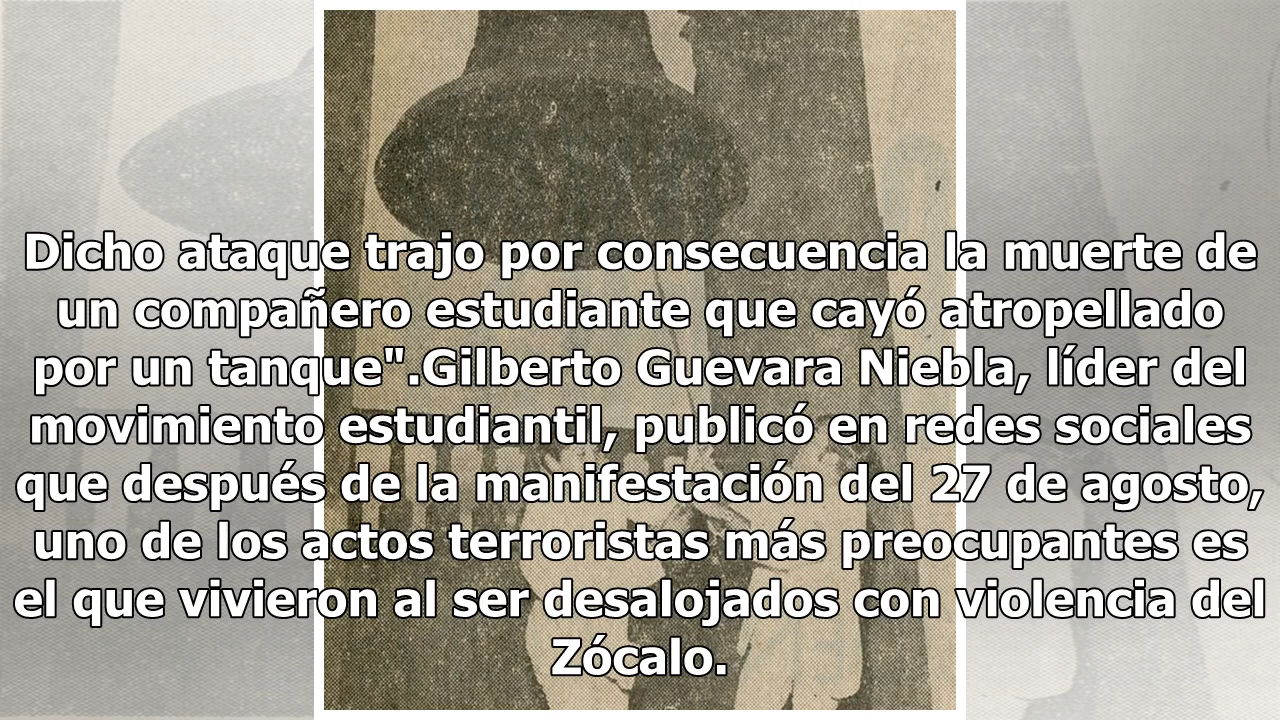 Dicho ataque trajo por consecuencia la muerte de
un compañero estudiante que cayó atropellado
por un tanque".Gilberto Guevara Niebla, líder del
movimiento estudiantil, publicó en redes sociales
que después de la manifestación del 27 de agosto,
uno de los actos terroristas más preocupantes es
el que vivieron al ser desalojados con violencia del
Zócalo.